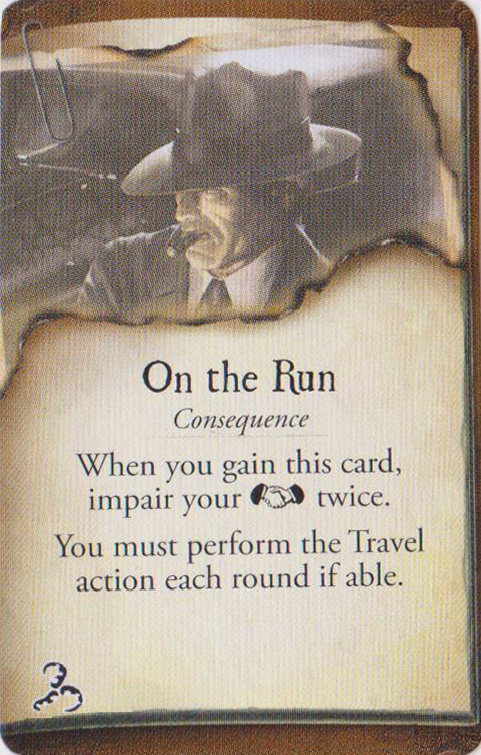 On the Run
Consequence
When you gain this card,
impair your twice.
You must perform the Travel
action each round if able.